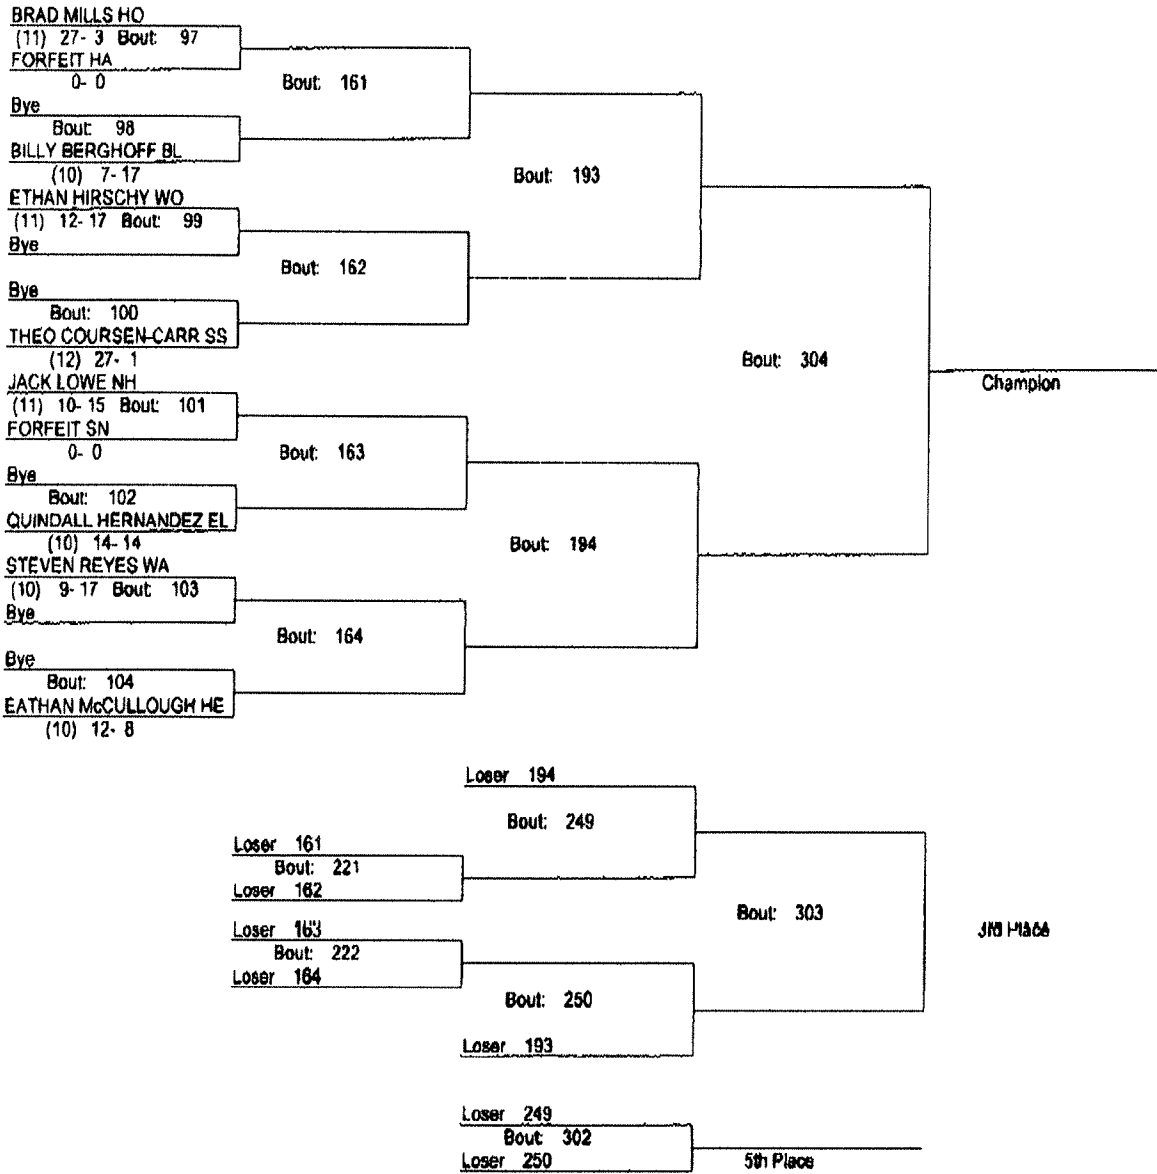 BRAD MILLS HO
(11) 27- 3 Bout: 97
FORFEIT HA
0- 0
Bout: 161
Bye
Bout: 98
BILLY BERGHOFF BL
(10) 7- 17
Bout: 193
ETHAN HIRSCHY WO
(11) 12- 17 Bout: 99
Bye
Bout: 162
Bye
Bout: 100
THEO COURSEN-CARR SS
(12) 27- 1
Bout: 304
JACK LOWE NH
Champion
(11) 10- 15 Bout: 101
FORFEIT SN
0- 0
Bout: 163
Bye
Bout: 102
QUINDALL HERNANDEZ EL
(10) 14- 14
Bout: 194
STEVEN REYES WA
(10) 9- 17 Bout: 103
Bye
Bout: 164
Bye
Bout: 104
EATHAN McCULLOUGH HE
(10) 12- 8
Loser 194
Bout: 249
Loser 161
Bout: 221
Loser 162
Bout: 303
Loser 163
3rd Place
Bout: 222
Loser 164
Bout: 250
Loser 193
Loser 249
Bout: 302
Loser 250
5th Place